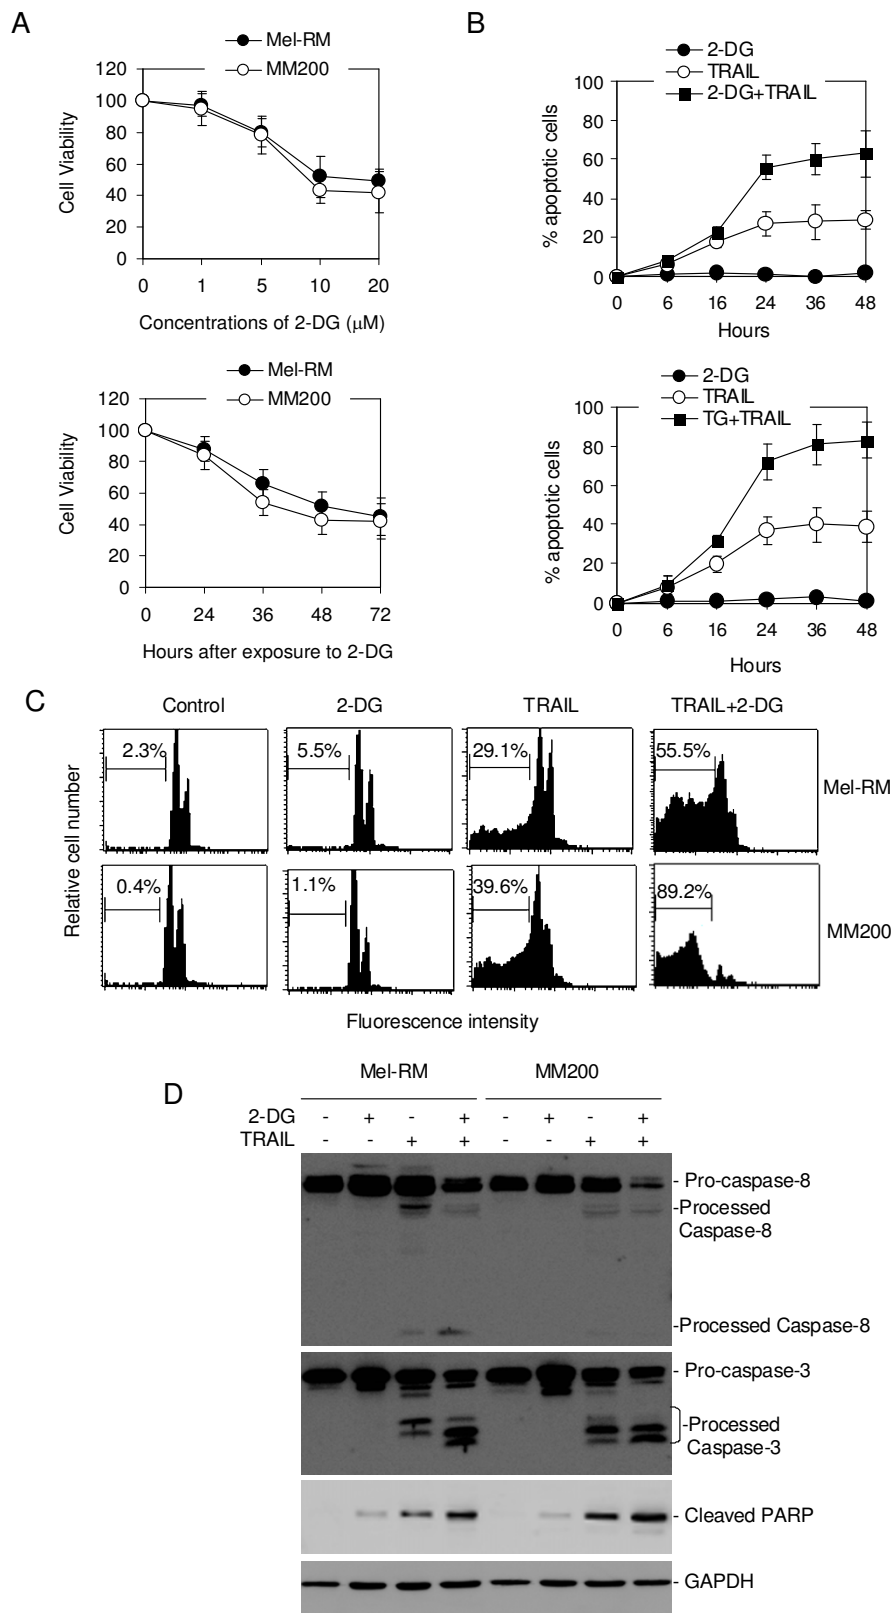 A
Mel-RM
MM200
120
100
80
60
40
20
0
Cell Viability
0 1 5 10 20
Concentrations of 2-DG (μM)
Mel-RM
MM200
120
100
80
60
40
20
0
Cell Viability
0 24 36 48 72
Hours after exposure to 2-DG
B
2-DG
TRAIL
2-DG+TRAIL
100
80
60
40
20
0
% apoptotic cells
0 6 16 24 36 48
Hours
2-DG
TRAIL
TG+TRAIL
100
80
60
40
20
0
% apoptotic cells
0 6 16 24 36 48
Hours
C
Control 2-DG TRAIL TRAIL+2-DG
2.3% 5.5% 29.1% 55.5%
Mel-RM
0.4% 1.1% 39.6% 89.2%
MM200
Relative cell number
Fluorescence intensity
D
Mel-RM MM200
2-DG - + - + - + - +
TRAIL - - + + - - + +
- Pro-caspase-8
-Processed
Caspase-8
-Processed Caspase-8
- Pro-caspase-3
-Processed
Caspase-3
- Cleaved PARP
- GAPDH